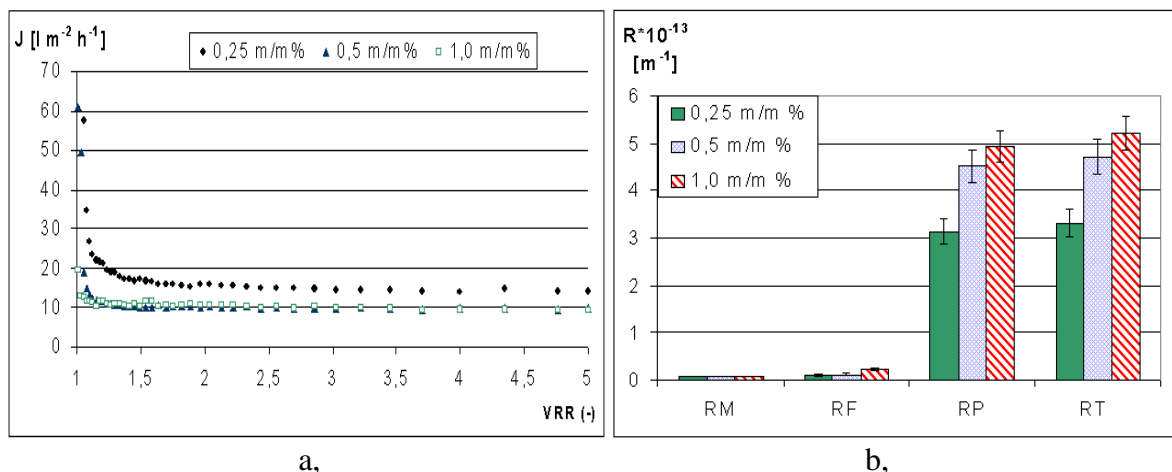 J [l m⁻² h⁻¹]
0,25 m/m% 0,5 m/m% 1,0 m/m%
70
60
50
40
30
20
10
0
1 1,5 2 2,5 3 3,5 4 4,5 5
VRR (-)
a,
R*10⁻¹³
[m⁻¹]
0,25 m/m %
0,5 m/m %
1,0 m/m %
6
5
4
3
2
1
0
RM RF RP RT
b,